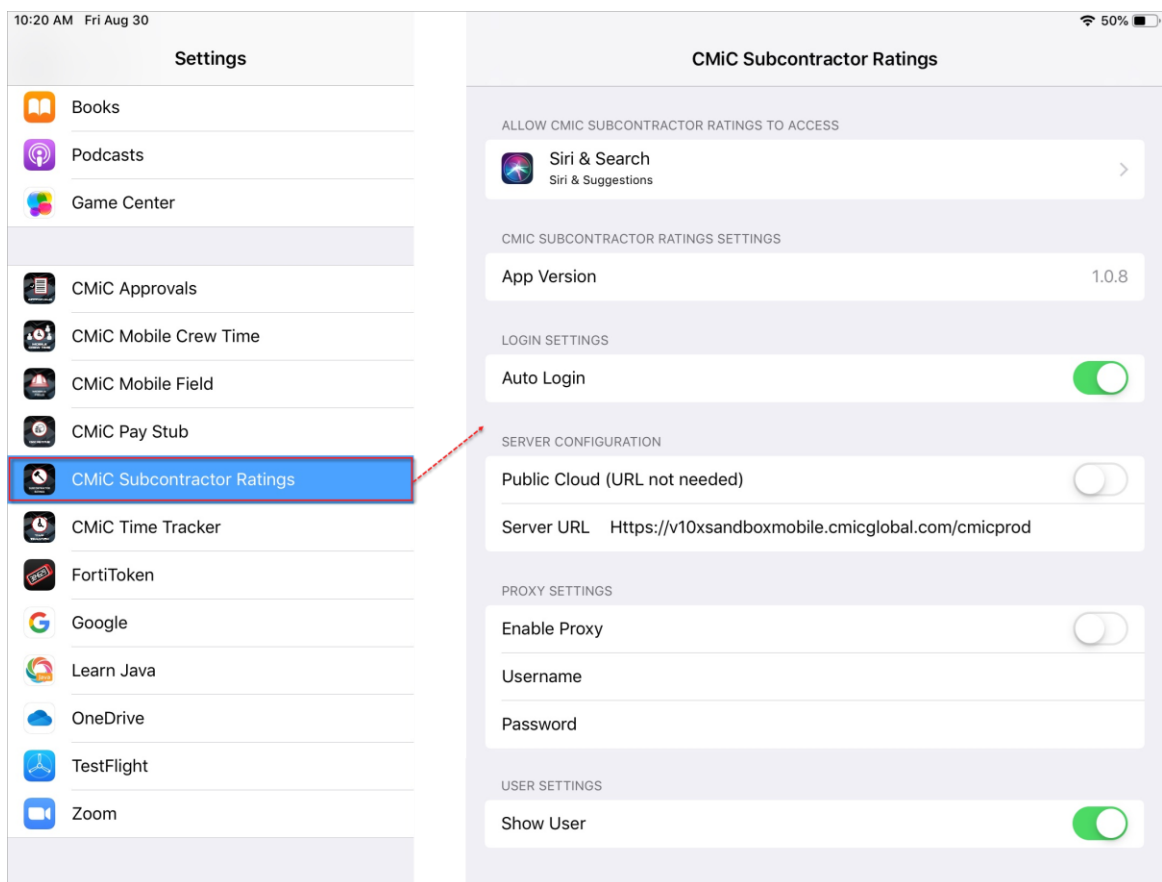 10:20 AM Fri Aug 30
50%
Settings
Books
Podcasts
Game Center
CMiC Approvals
CMiC Mobile Crew Time
CMiC Mobile Field
CMiC Pay Stub
CMiC Subcontractor Ratings
CMiC Time Tracker
FortiToken
Google
Learn Java
OneDrive
TestFlight
Zoom
CMiC Subcontractor Ratings
ALLOW CMIC SUBCONTRACTOR RATINGS TO ACCESS
Siri & Search
Siri & Suggestions
CMIC SUBCONTRACTOR RATINGS SETTINGS
App Version 1.0.8
LOGIN SETTINGS
Auto Login
SERVER CONFIGURATION
Public Cloud (URL not needed)
Server URL Https://v10xsandboxmobile.cmicglobal.com/cmicprod
PROXY SETTINGS
Enable Proxy
Username
Password
USER SETTINGS
Show User